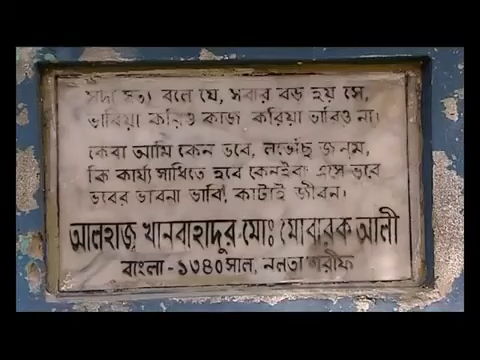 সদা সত্য বলে যে, সবার বড় হয় সে,
ভাবিয়া করিও কাজ করিয়া ভাবিও না।
কেবা আমি কেন ভবে, লভেছি জনম,
কি কার্য্য সাধিতে হবে কেনইবা এসে ভবে
ভবের ভাবনা ভাবি, কাটাই জীবন।
আলহাজ্ব খানবাহাদুর মোঃ মোবারক আলী
বাংলা - ১৩৪০ সাল, নলতা শরীফ